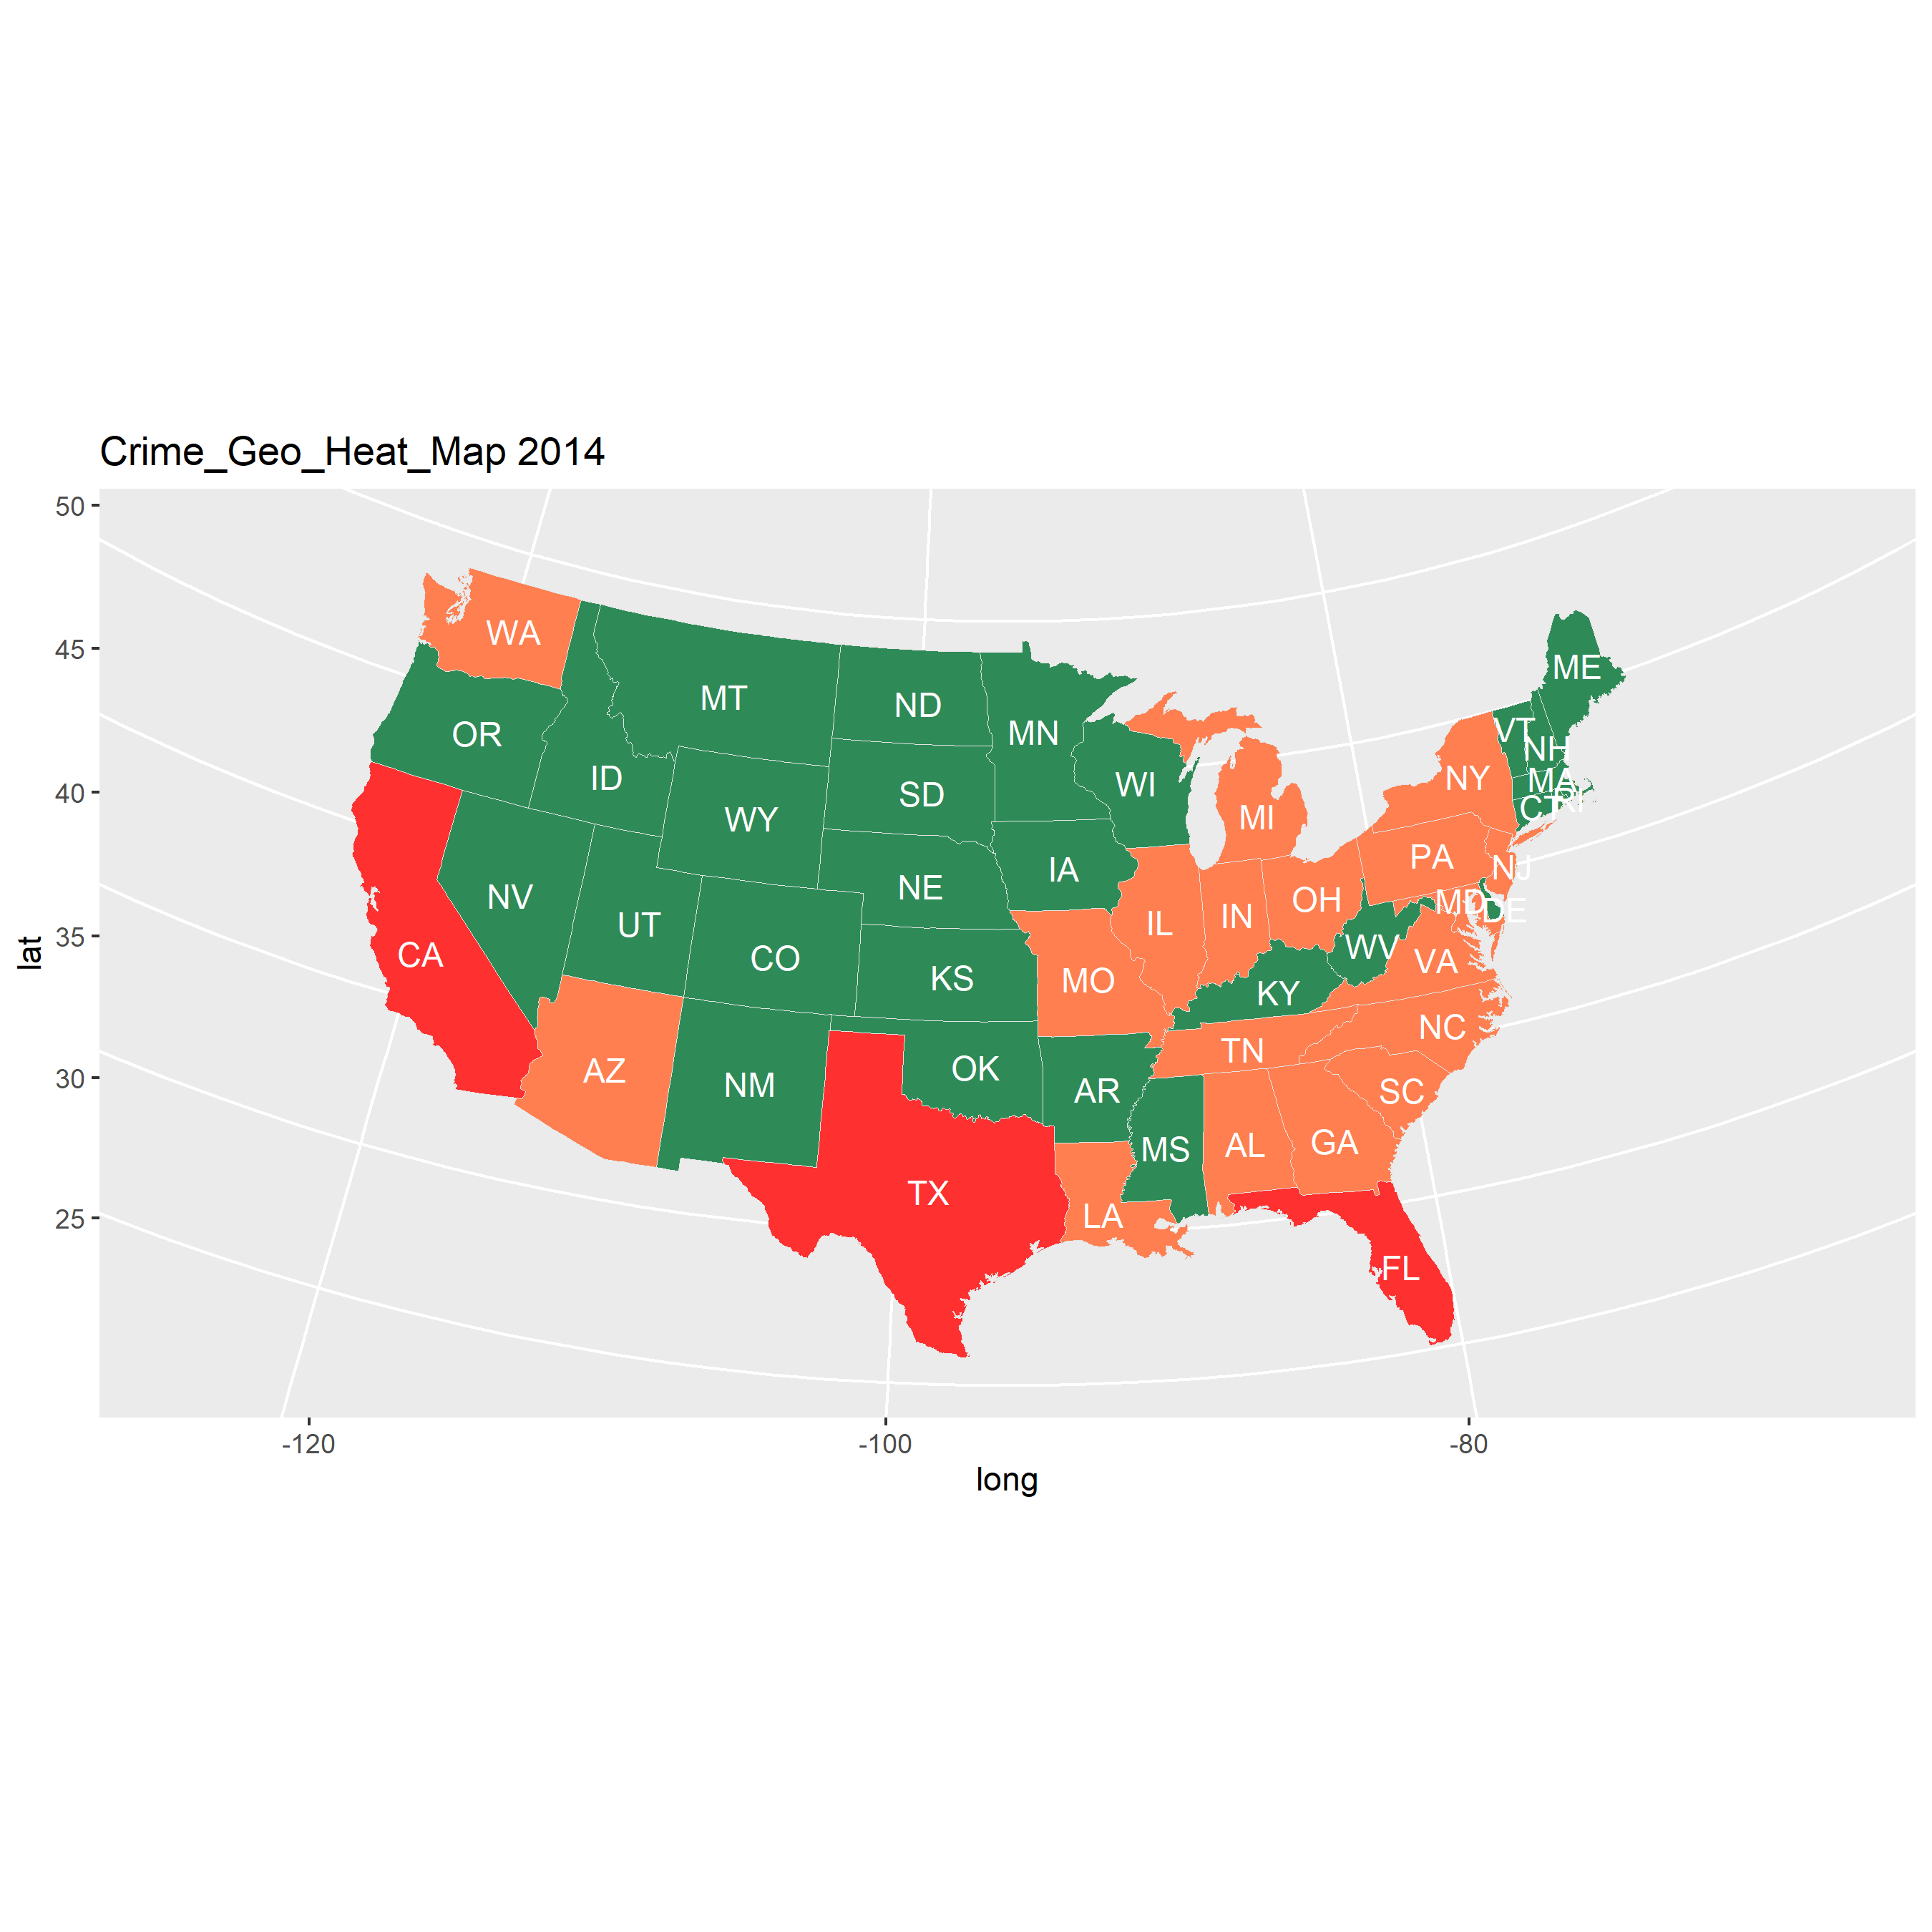 Crime_Geo_Heat_Map 2014
50
45
40
35
30
25
lat
WA
MT
ND
MN
ME
OR
ID
SD
WI
VT
NH
NY
MA
RI
CT
WY
MI
NV
NE
IA
PA
NJ
UT
CO
KS
IL
IN
OH
MD
DE
CA
MO
WV
VA
KY
AZ
NM
OK
AR
TN
NC
SC
MS
AL
GA
TX
LA
FL
-120
-100
-80
long